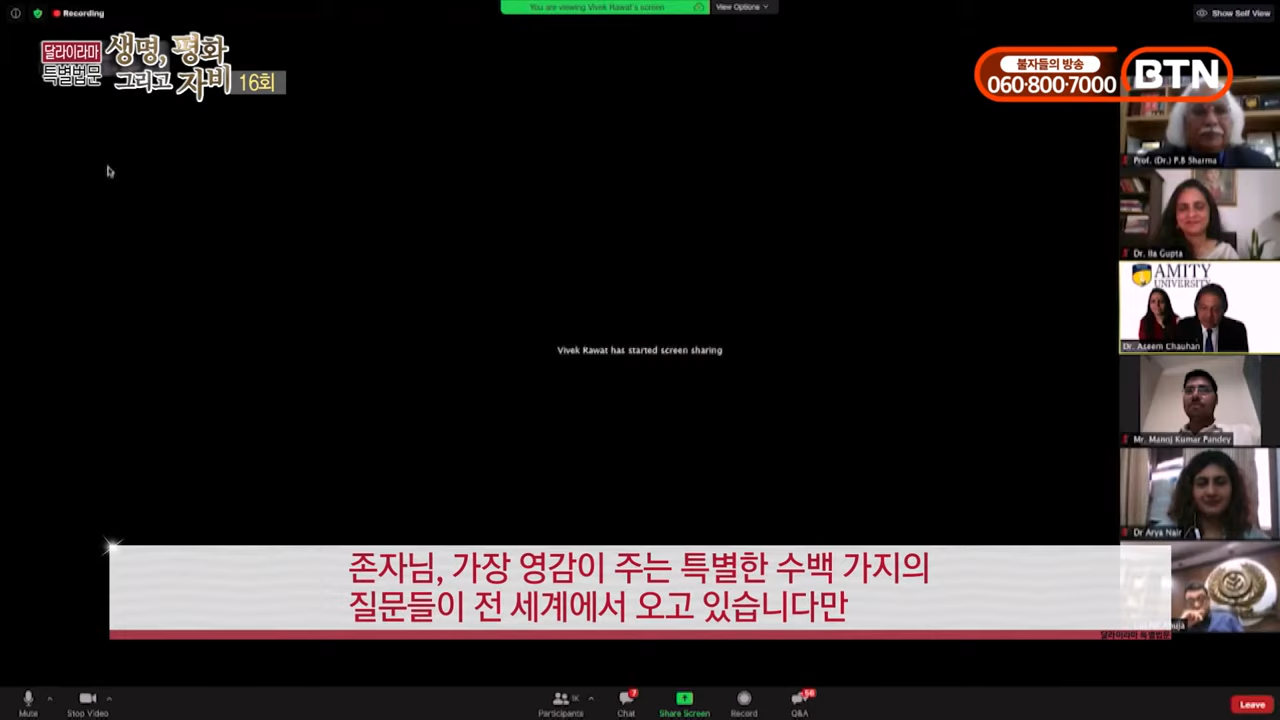 Recording
You are viewing Vivek Rawat's screen
View Options
Show Self View
달라이라마
특별법문
생명, 평화
그리고 자비
16회
불자들의 방송
060·800·7000
BTN
Prof. (Dr.) P.B Sharma
Dr. Ila Gupta
AMITY
UNIVERSITY
Dr. Aseem Chauhan
Vivek Rawat has started screen sharing
Mr. Manoj Kumar Pandey
Dr Arya Nair
존자님, 가장 영감이 주는 특별한 수백 가지의
질문들이 전 세계에서 오고 있습니다만
달라이라마 특별법문
Mute
Stop Video
Participants
1K
Chat
7
Share Screen
Record
Q&A
56
Leave